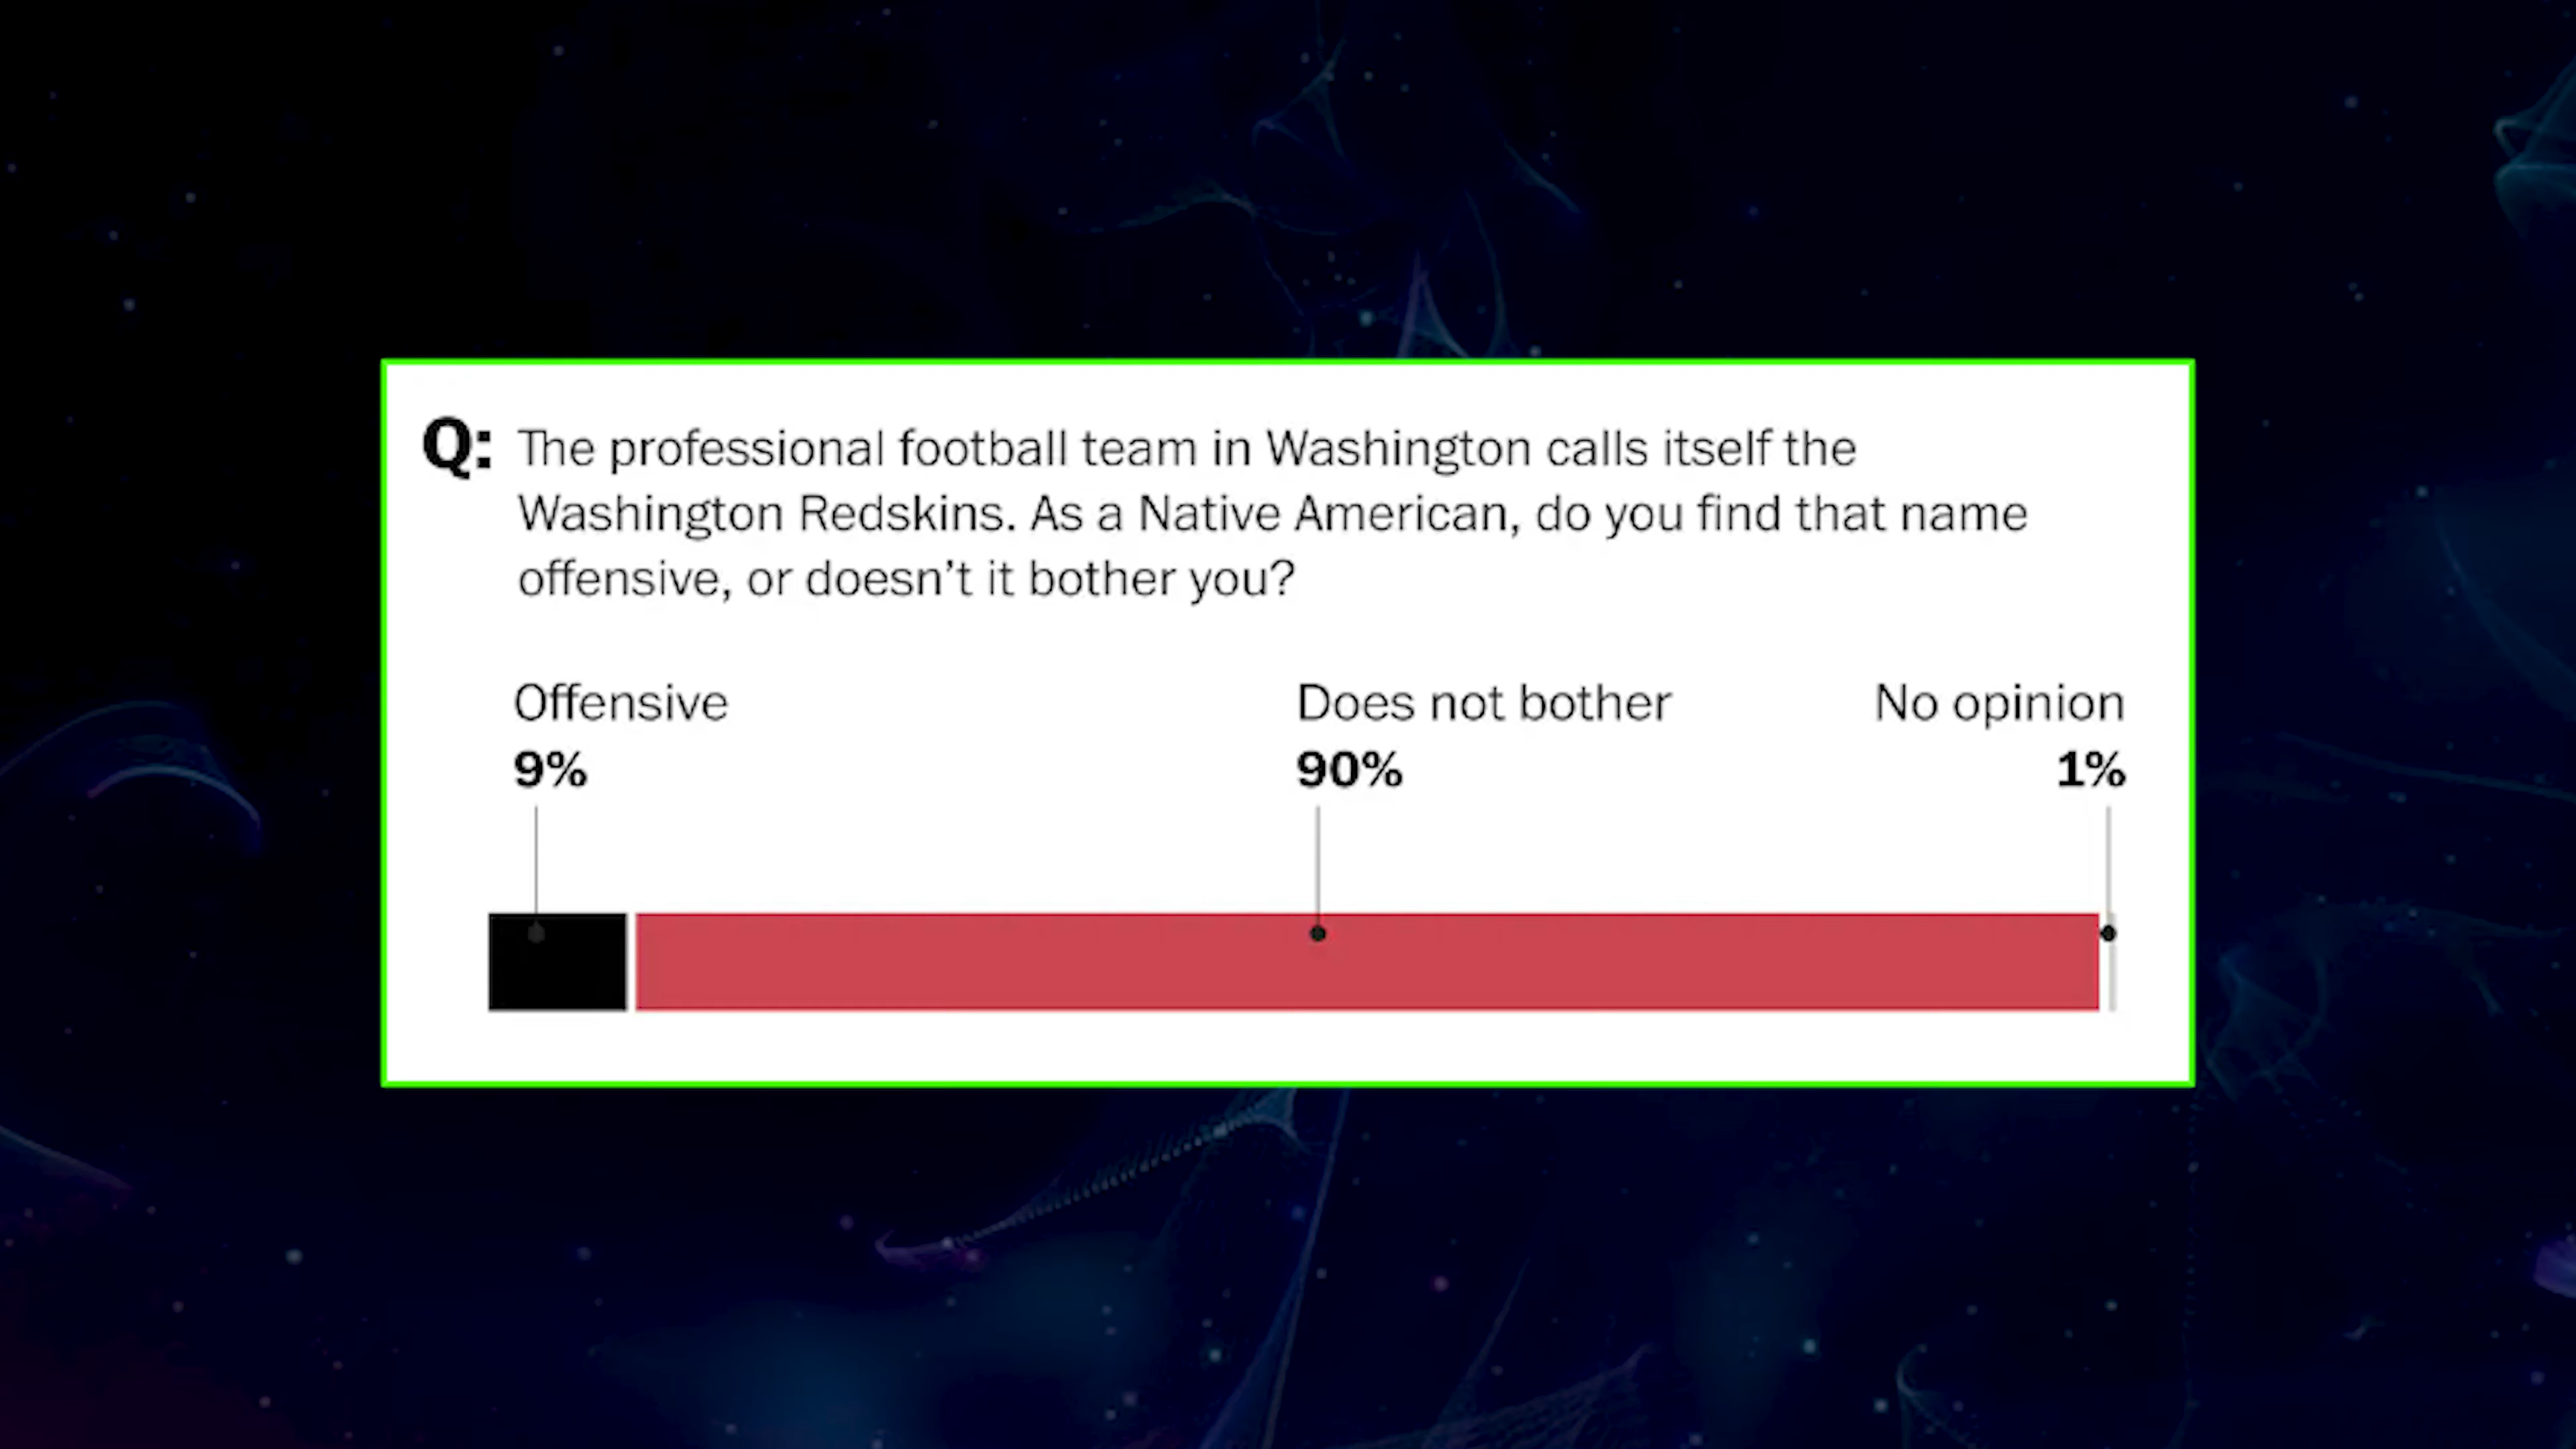 Q: The professional football team in Washington calls itself the
Washington Redskins. As a Native American, do you find that name
offensive, or doesn’t it bother you?
Offensive Does not bother No opinion
9% 90% 1%